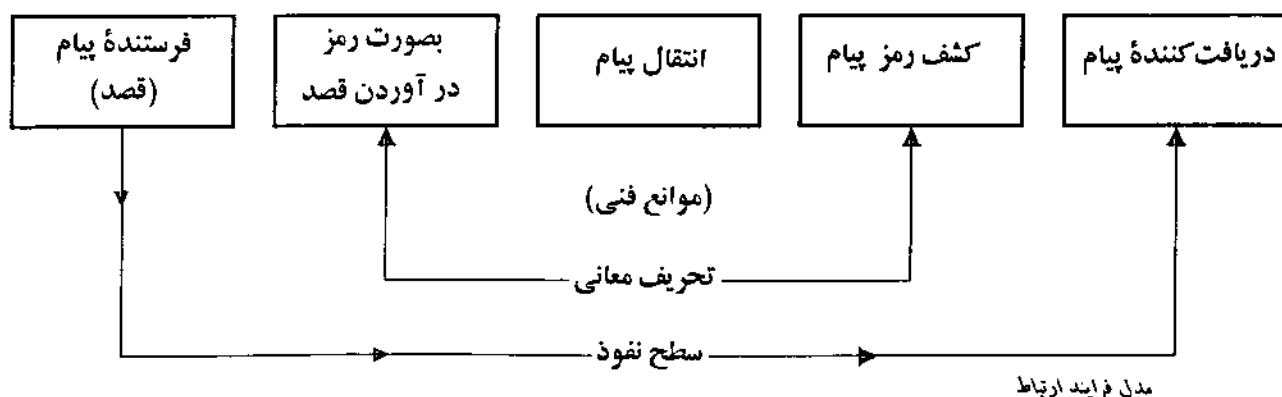 فرستندهٔ پیام
(قصد)
بصورت رمز
در آوردن قصد
انتقال پیام
کشف رمز پیام
دریافت‌کنندهٔ پیام
(موانع فنی)
تحریف معانی
سطح نفوذ
مدل فرایند ارتباط